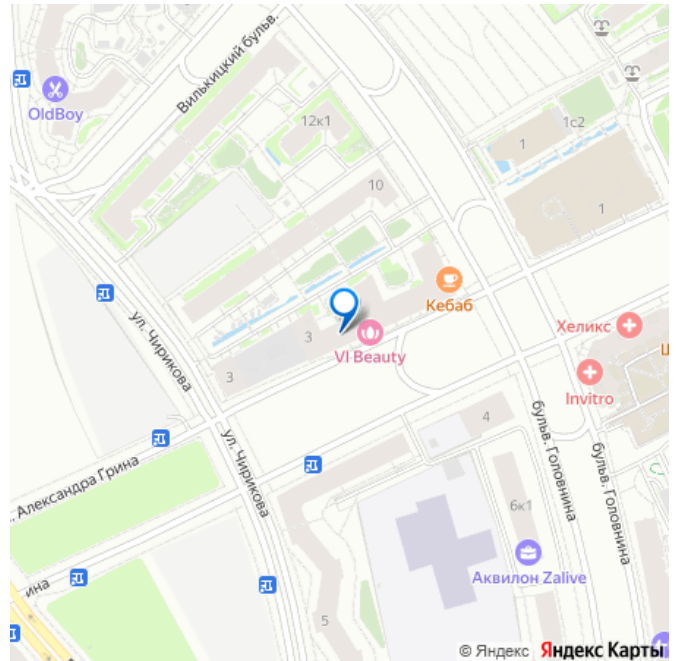 Вилькицкий бульв.
OldBoy
12к1
1с2
1
10
1
Кебаб
ул. Чирикова
3
VI Beauty
3
Хеликс
Invitro
4
бульв. Головнина
бульв. Головнина
ул. Чирикова
Александра Грина
6к1
Аквилон Zalive
ина
5
© Яндекс Яндекс Карты